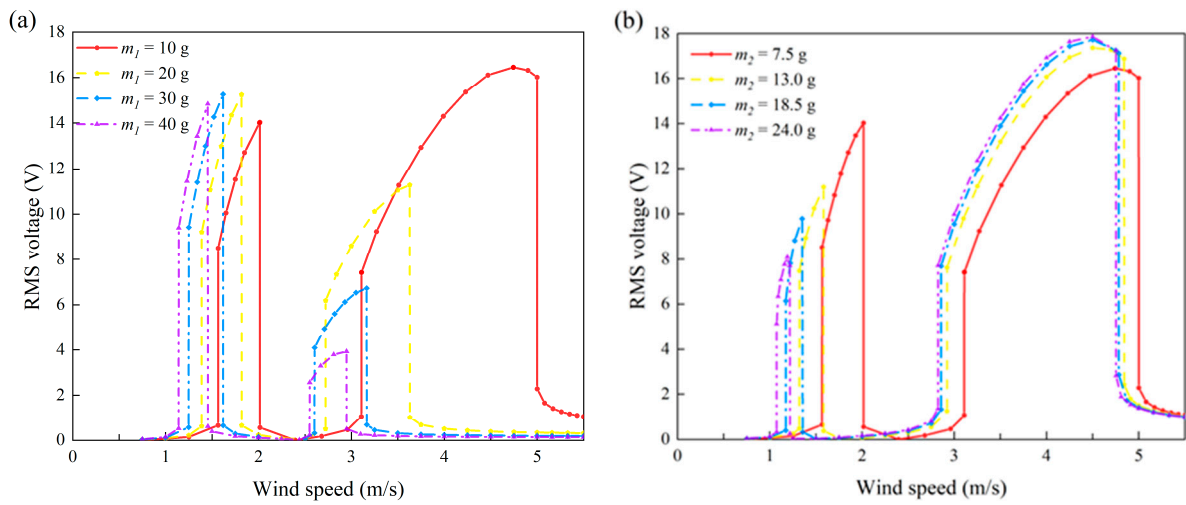 (a)
18
16
14
12
10
8
6
4
2
0
RMS voltage (V)
m1 = 10 g
m1 = 20 g
m1 = 30 g
m1 = 40 g
0 1 2 3 4 5
Wind speed (m/s)
(b)
18
16
14
12
10
8
6
4
2
0
RMS voltage (V)
m2 = 7.5 g
m2 = 13.0 g
m2 = 18.5 g
m2 = 24.0 g
0 1 2 3 4 5
Wind speed (m/s)